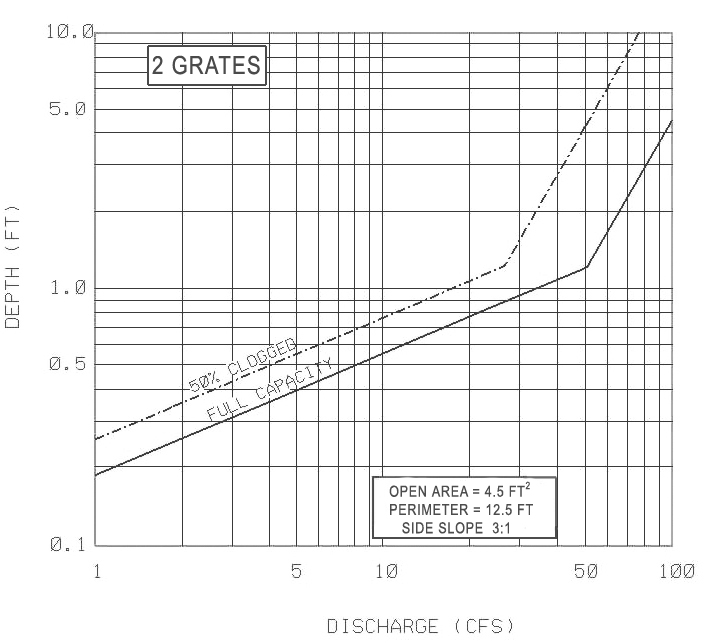 10.0
2 GRATES
5.0
DEPTH (FT)
1.0
0.5
50% CLOGGED
FULL CAPACITY
OPEN AREA = 4.5 FT²
PERIMETER = 12.5 FT
SIDE SLOPE 3:1
0.1
1 5 10 50 100
DISCHARGE (CFS)